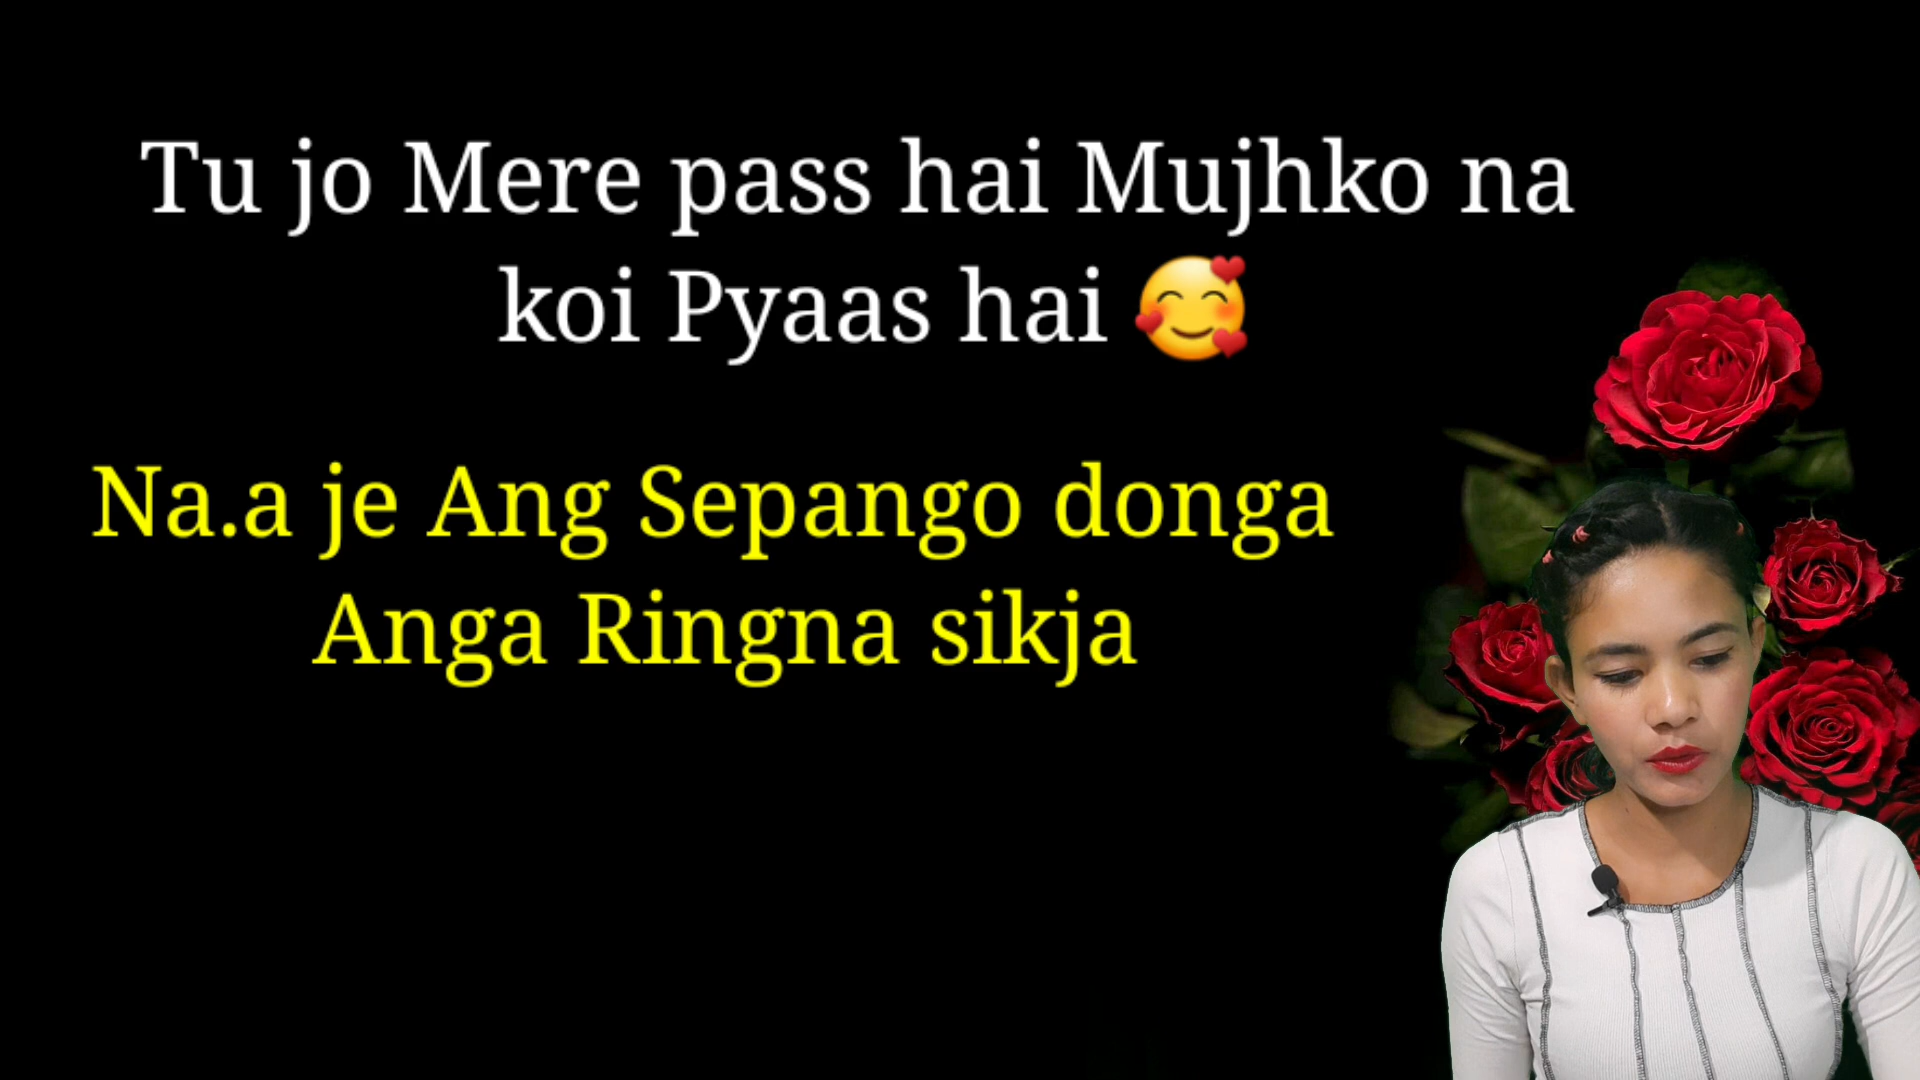 Tu jo Mere pass hai Mujhko na
koi Pyaas hai 🥰
Na.a je Ang Sepango donga
Anga Ringna sikja